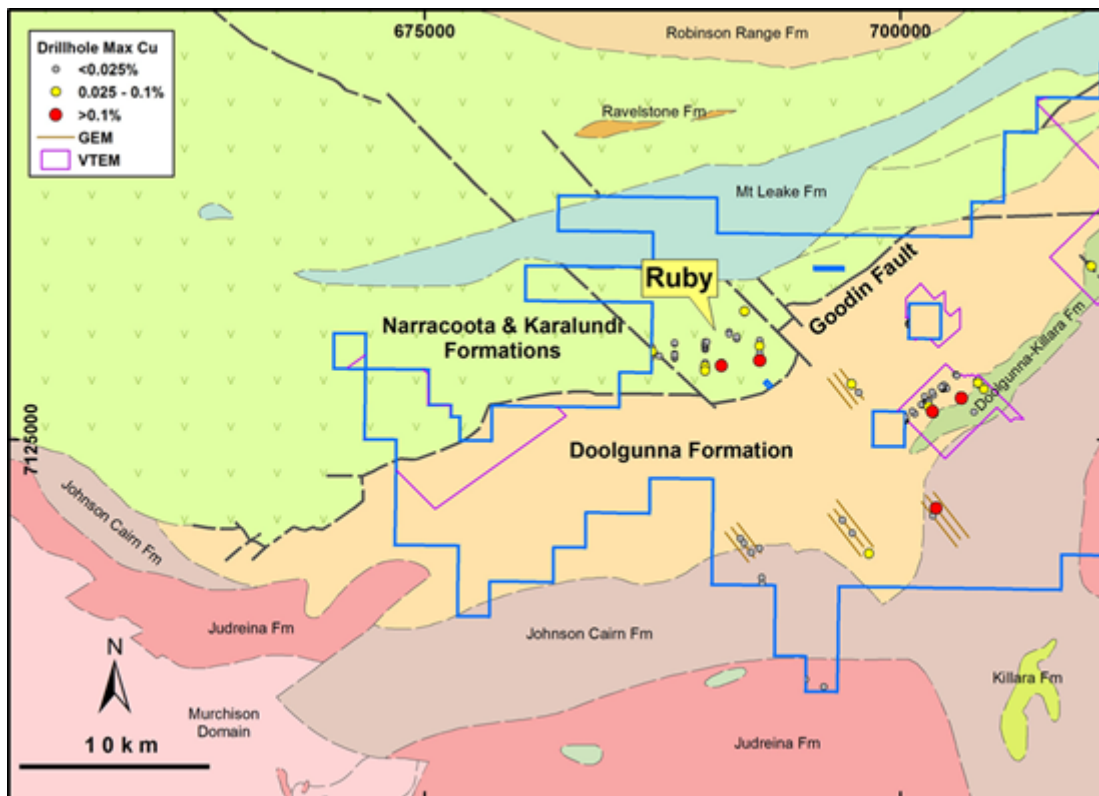 675000
700000
Robinson Range Fm
Drillhole Max Cu
<0.025%
0.025 - 0.1%
>0.1%
GEM
VTEM
Ravelstone Fm
Mt Leake Fm
Ruby
Goodin Fault
Narracoota & Karalundi
Formations
Doolgunna-Killara Fm
7125000
Doolgunna Formation
Johnson Cairn Fm
Judreina Fm
Johnson Cairn Fm
Killara Fm
N
Murchison
Domain
10 km
Judreina Fm